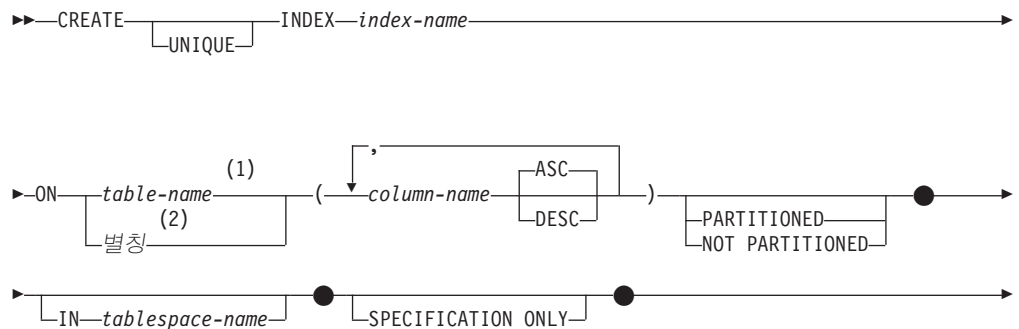 CREATE INDEX index-name
UNIQUE
,
(1) ASC
ON table-name ( column-name )
(2) DESC PARTITIONED
별칭 NOT PARTITIONED
IN tablespace-name SPECIFICATION ONLY